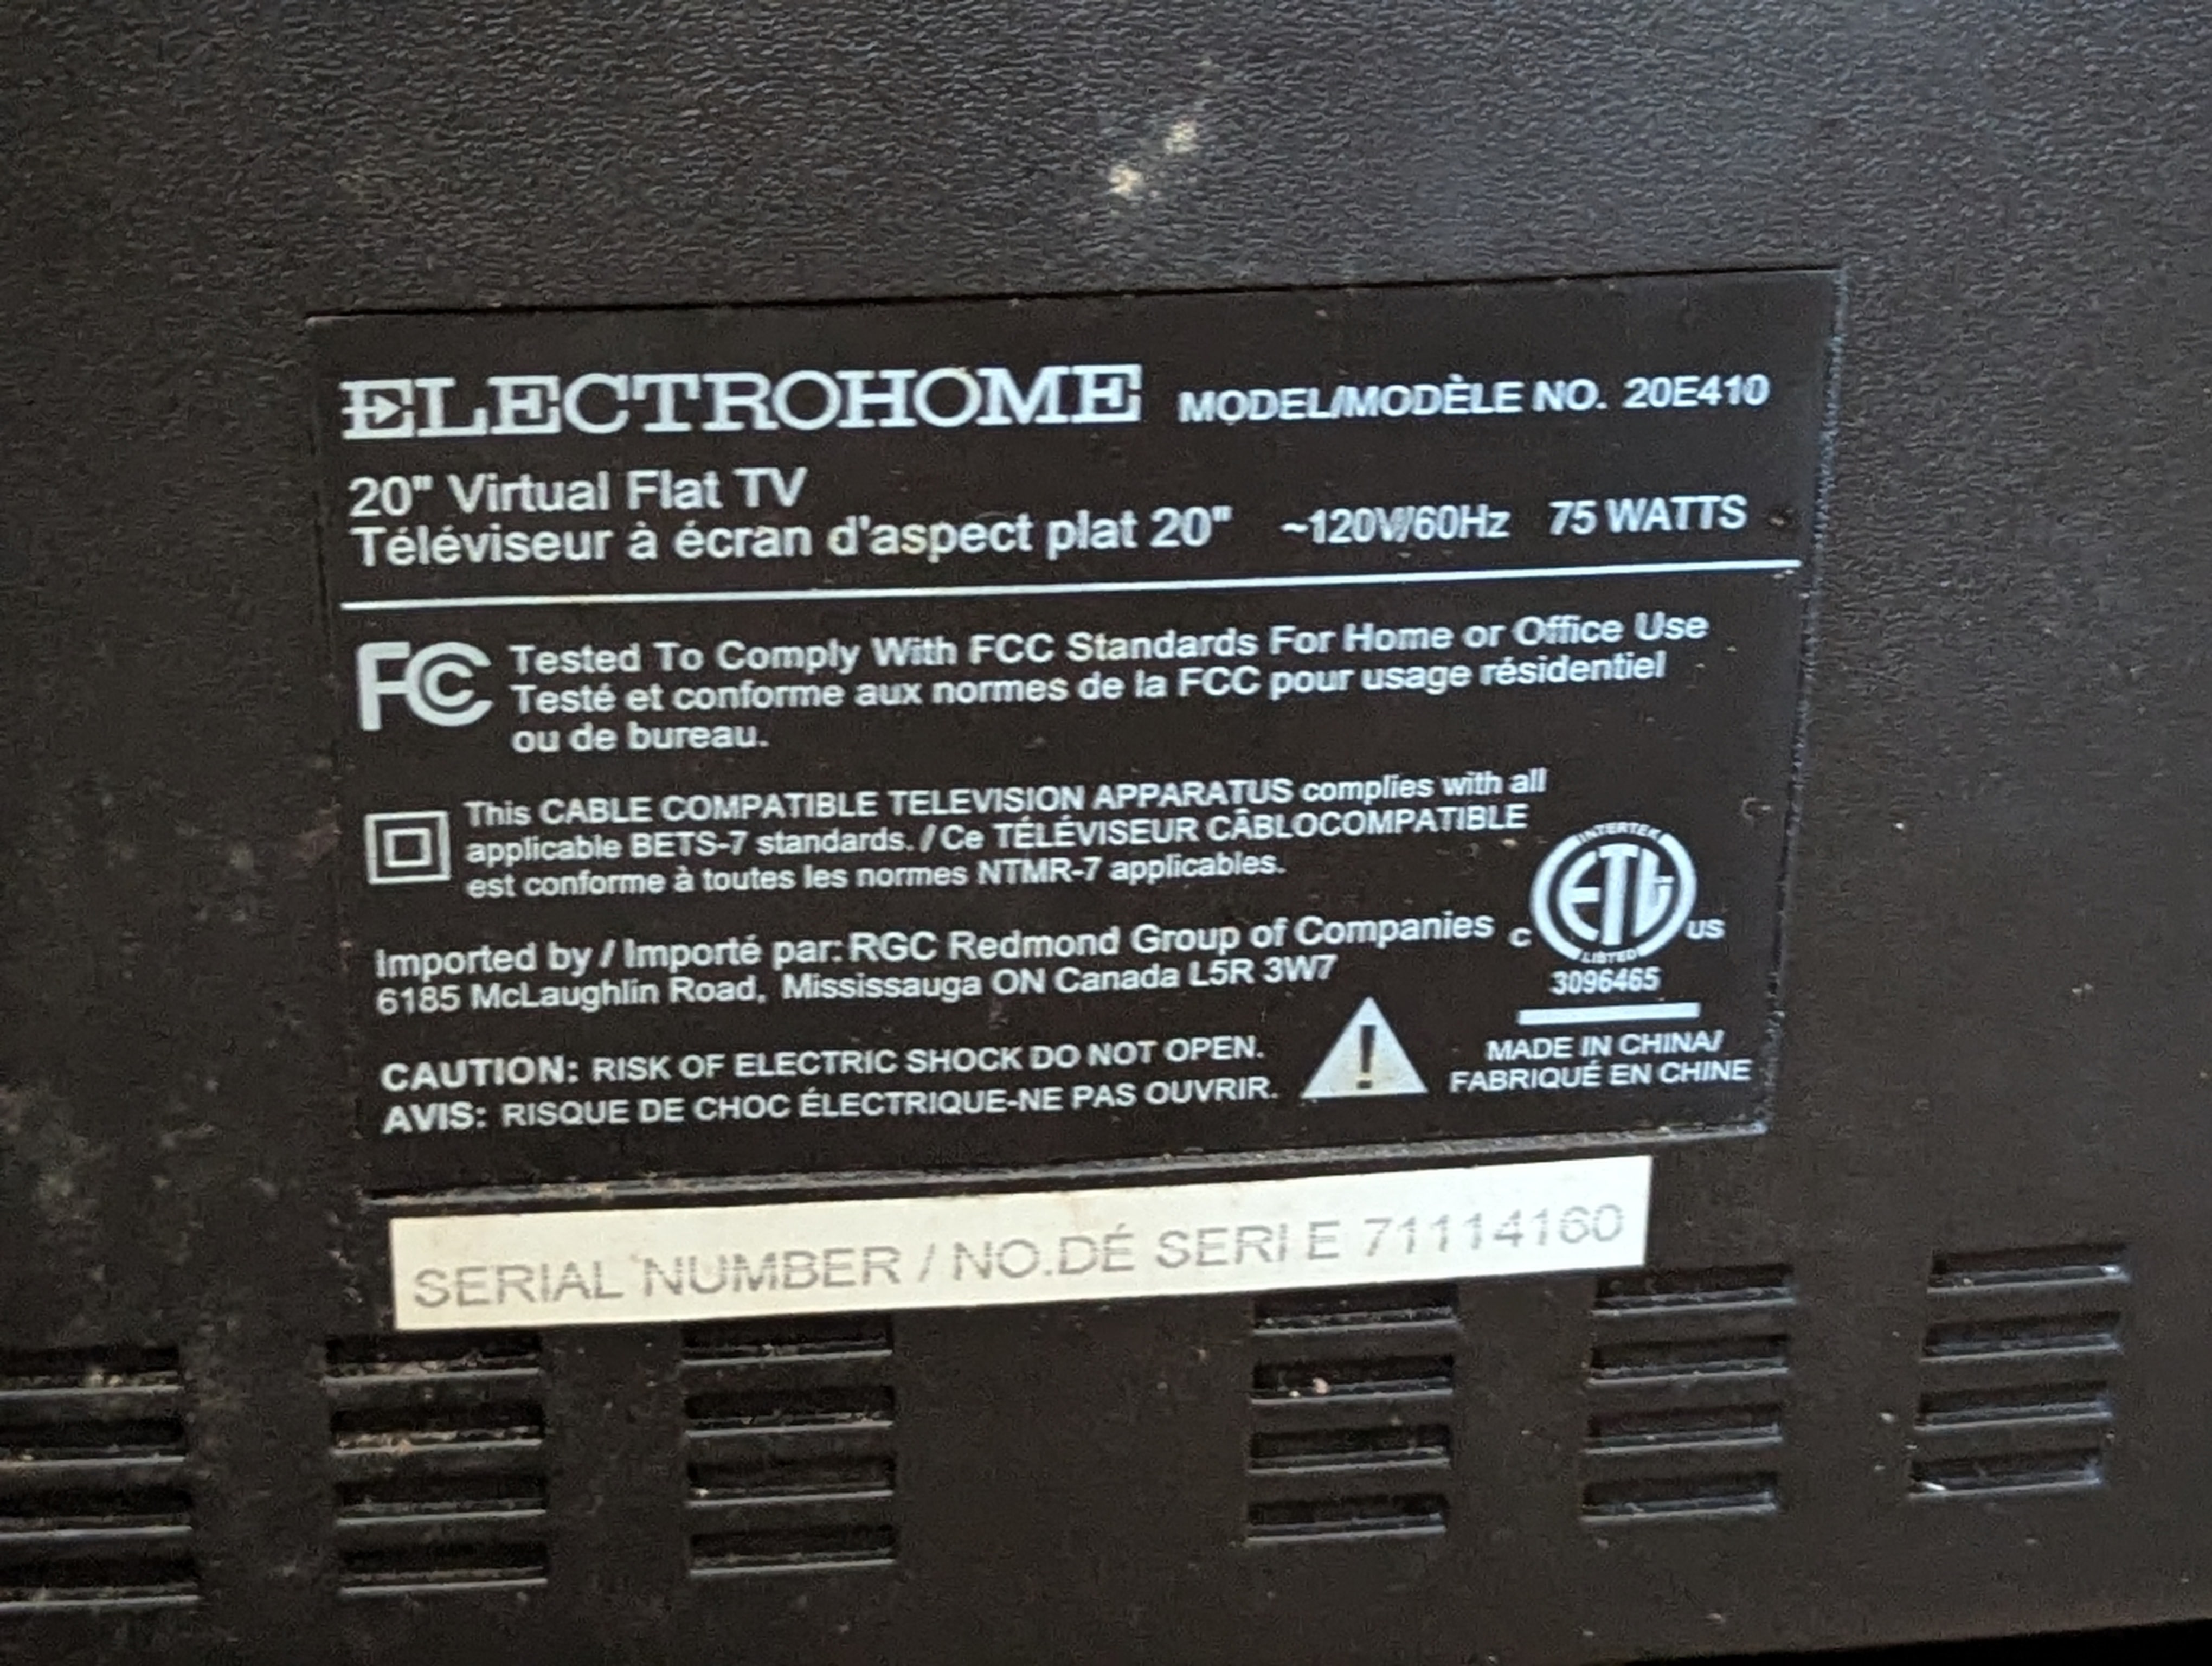 ELECTROHOME MODEL/MODÈLE NO. 20E410
20" Virtual Flat TV
Téléviseur à écran d'aspect plat 20" ~120V/60Hz 75 WATTS
FC Tested To Comply With FCC Standards For Home or Office Use
Testé et conforme aux normes de la FCC pour usage résidentiel
ou de bureau.
This CABLE COMPATIBLE TELEVISION APPARATUS complies with all
applicable BETS-7 standards. / Ce TÉLÉVISEUR CÂBLOCOMPATIBLE
est conforme à toutes les normes NTMR-7 applicables.
INTERTEK
c ETL us
LISTED
3096465
Imported by / Importé par: RGC Redmond Group of Companies
6185 McLaughlin Road, Mississauga ON Canada L5R 3W7
CAUTION: RISK OF ELECTRIC SHOCK DO NOT OPEN.
AVIS: RISQUE DE CHOC ÉLECTRIQUE-NE PAS OUVRIR.
!
MADE IN CHINA/
FABRIQUÉ EN CHINE
SERIAL NUMBER / NO.DÉ SERI E 71114160